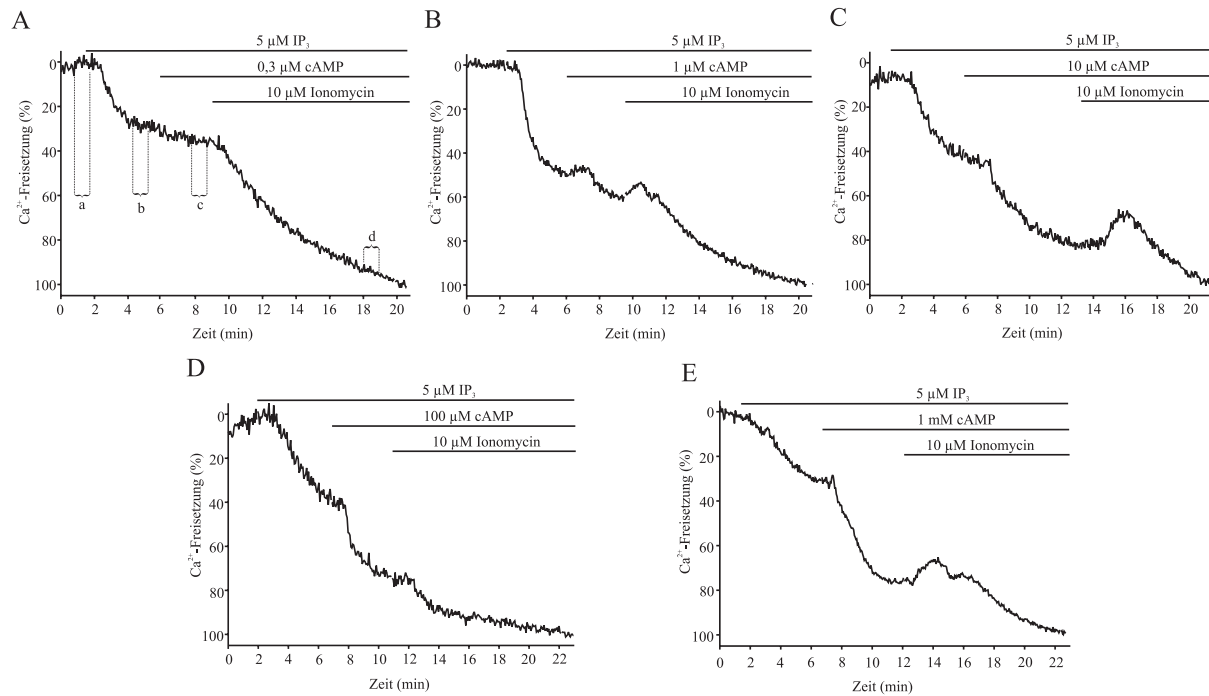 A
5 µM IP₃
0,3 µM cAMP
10 µM Ionomycin
Ca²⁺-Freisetzung (%)
0
20
40
60
80
100
a
b
c
d
0 2 4 6 8 10 12 14 16 18 20
Zeit (min)
B
5 µM IP₃
1 µM cAMP
10 µM Ionomycin
Ca²⁺-Freisetzung (%)
0
20
40
60
80
100
0 2 4 6 8 10 12 14 16 18 20
Zeit (min)
C
5 µM IP₃
10 µM cAMP
10 µM Ionomycin
Ca²⁺-Freisetzung (%)
0
20
40
60
80
100
0 2 4 6 8 10 12 14 16 18 20
Zeit (min)
D
5 µM IP₃
100 µM cAMP
10 µM Ionomycin
Ca²⁺-Freisetzung (%)
0
20
40
60
80
100
0 2 4 6 8 10 12 14 16 18 20 22
Zeit (min)
E
5 µM IP₃
1 mM cAMP
10 µM Ionomycin
Ca²⁺-Freisetzung (%)
0
20
40
60
80
100
0 2 4 6 8 10 12 14 16 18 20 22
Zeit (min)